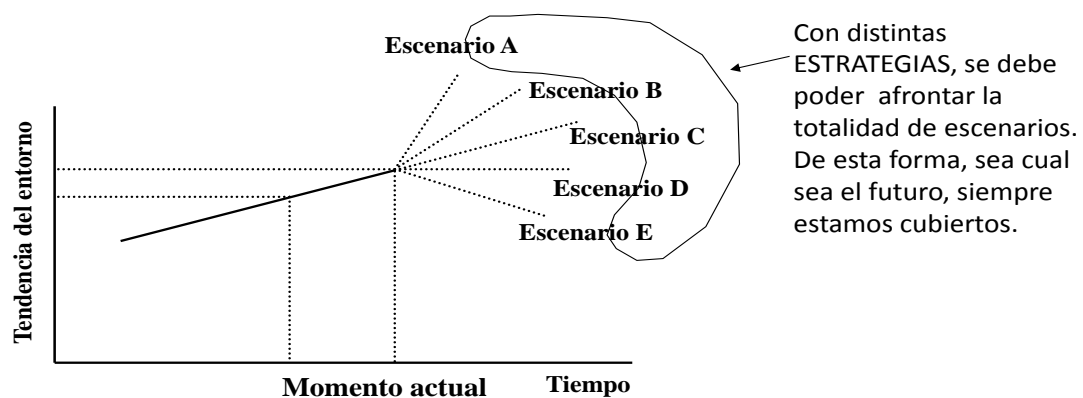 Escenario A
Escenario B
Escenario C
Escenario D
Escenario E
Con distintas
ESTRATEGIAS, se debe
poder afrontar la
totalidad de escenarios.
De esta forma, sea cual
sea el futuro, siempre
estamos cubiertos.
Tendencia del entorno
Momento actual
Tiempo